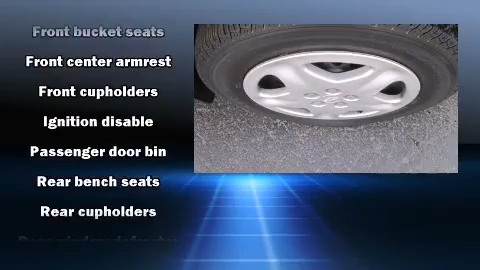 Front bucket seats
Front center armrest
Front cupholders
Ignition disable
Passenger door bin
Rear bench seats
Rear cupholders